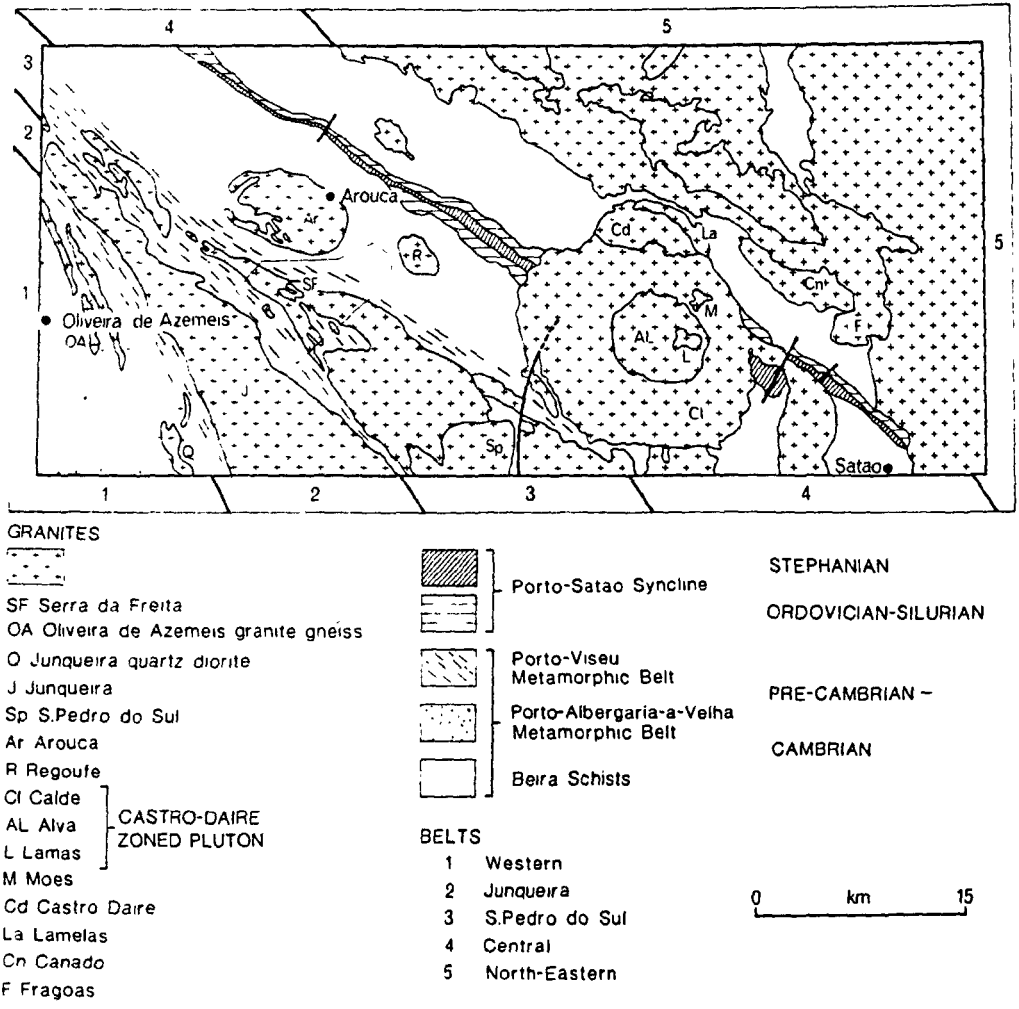 4 5
3
2
Arouca
Ar
Cd La
5
R
Cn
1
SF
M
Oliveira de Azemeis
OA
AL
F
L
J
Cl
Q
Sp
Satao
1 2 3 4
GRANITES
SF Serra da Freita
OA Oliveira de Azemeis granite gneiss
Q Junqueira quartz diorite
J Junqueira
Sp S.Pedro do Sul
Ar Arouca
R Regoufe
Cl Calde
AL Alva
L Lamas
CASTRO-DAIRE
ZONED PLUTON
M Moes
Cd Castro Daire
La Lamelas
Cn Canado
F Fragoas
Porto-Satao Syncline
STEPHANIAN
ORDOVICIAN-SILURIAN
Porto-Viseu
Metamorphic Belt
Porto-Albergaria-a-Velha
Metamorphic Belt
Beira Schists
PRE-CAMBRIAN –
CAMBRIAN
BELTS
1 Western
2 Junqueira
3 S.Pedro do Sul
4 Central
5 North-Eastern
0 km 15